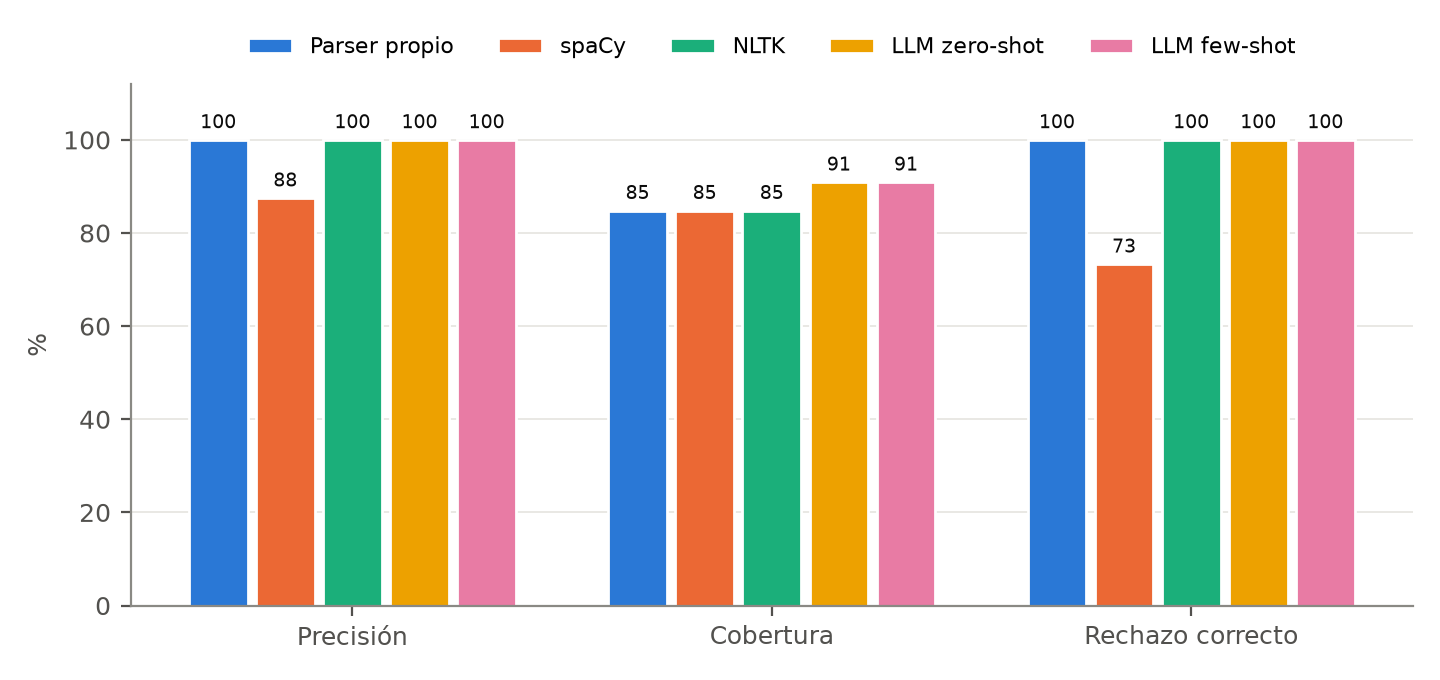 Parser propio spaCy NLTK LLM zero-shot LLM few-shot
100 88 100 100 100 85 85 85 91 91 100 73 100 100 100
%
100
80
60
40
20
0
Precisión Cobertura Rechazo correcto